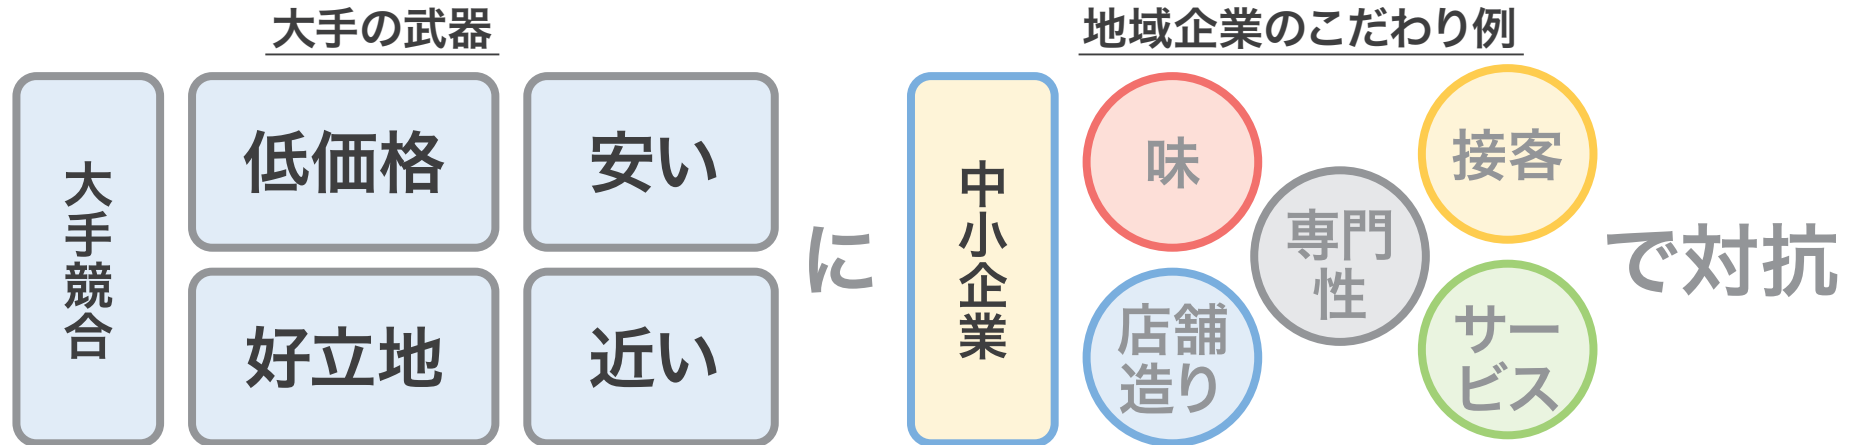 大手の武器
大手競合
低価格
安い
好立地
近い
に
地域企業のこだわり例
中小企業
味
接客
専門
性
店舗
造り
サー
ビス
で対抗